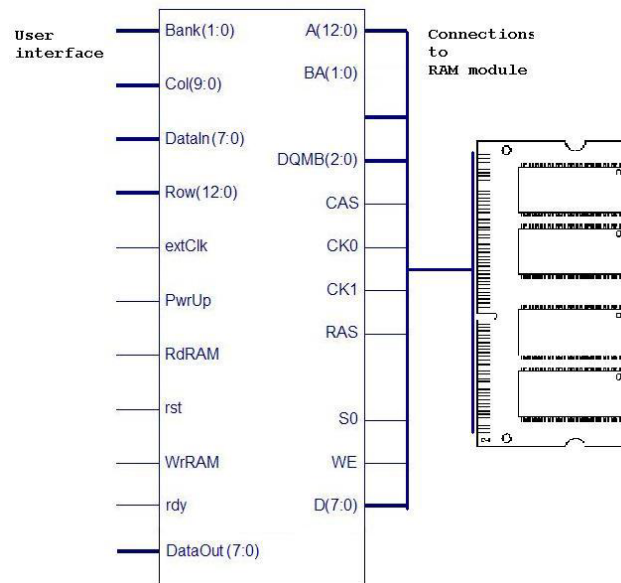 User
interface
Bank(1:0)
Col(9:0)
DataIn(7:0)
Row(12:0)
extClk
PwrUp
RdRAM
rst
WrRAM
rdy
DataOut(7:0)
A(12:0)
BA(1:0)
DQMB(2:0)
CAS
CK0
CK1
RAS
S0
WE
D(7:0)
Connections
to
RAM module